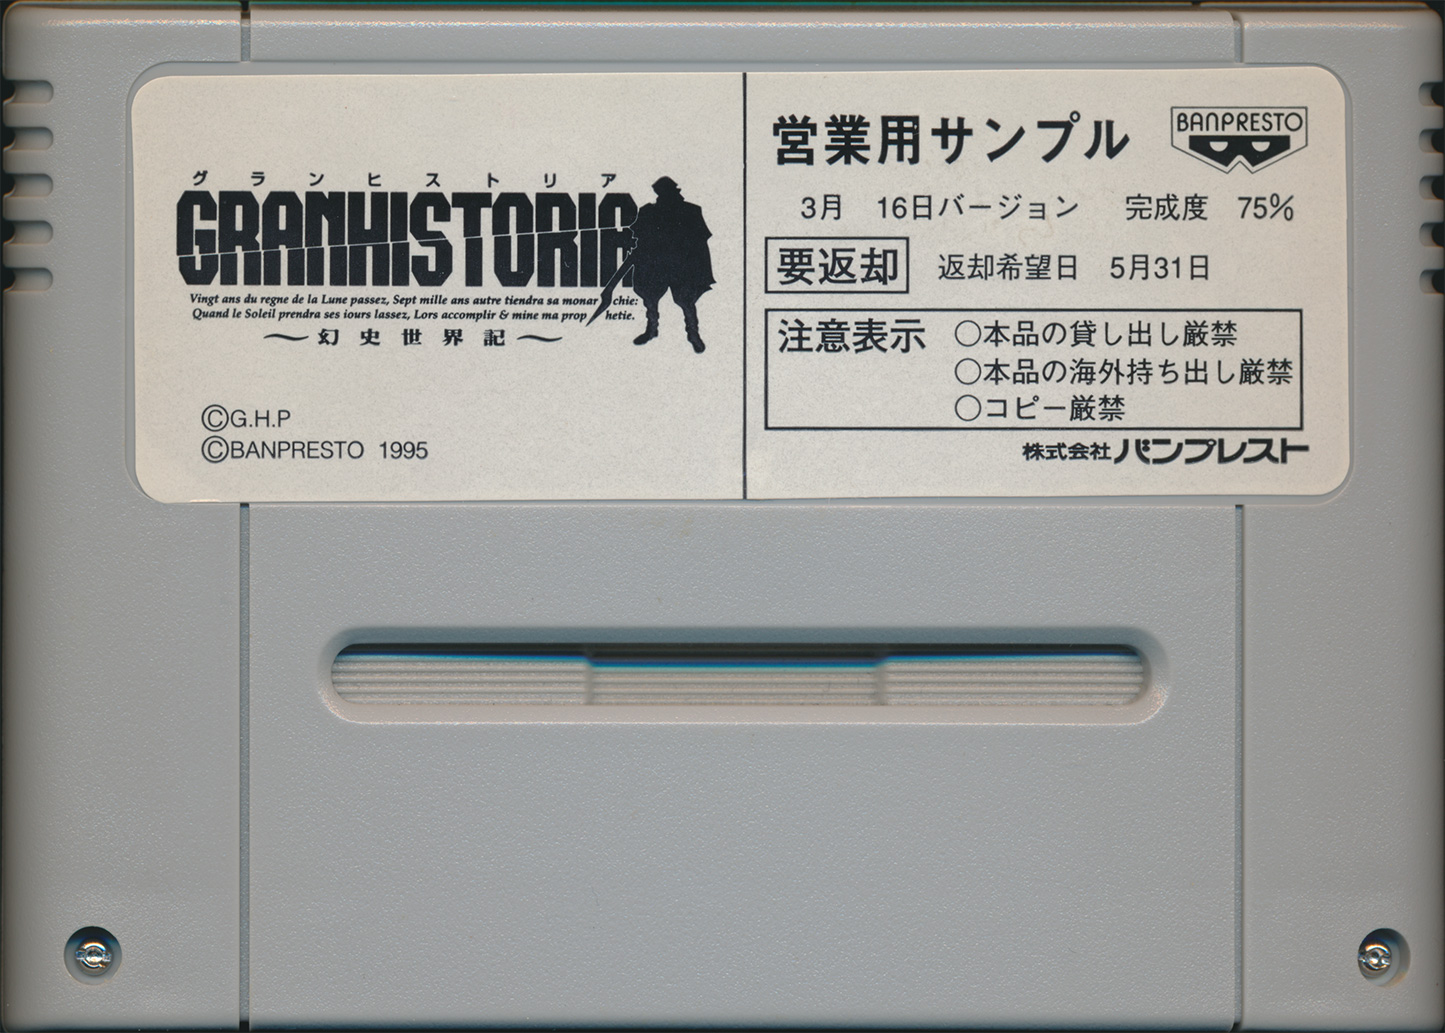 グランヒストリア
GRANHISTORIA
Vingt ans du regne de la Lune passez, Sept mille ans autre tiendra sa monar chie:
Quand le Soleil prendra ses iours lassez, Lors accomplir & mine ma prop hetie.
〜幻史世界記〜
©G.H.P
©BANPRESTO 1995
営業用サンプル
BANPRESTO
3月 16日バージョン 完成度 75%
要返却 返却希望日 5月31日
注意表示 ○本品の貸し出し厳禁
○本品の海外持ち出し厳禁
○コピー厳禁
株式会社バンプレスト